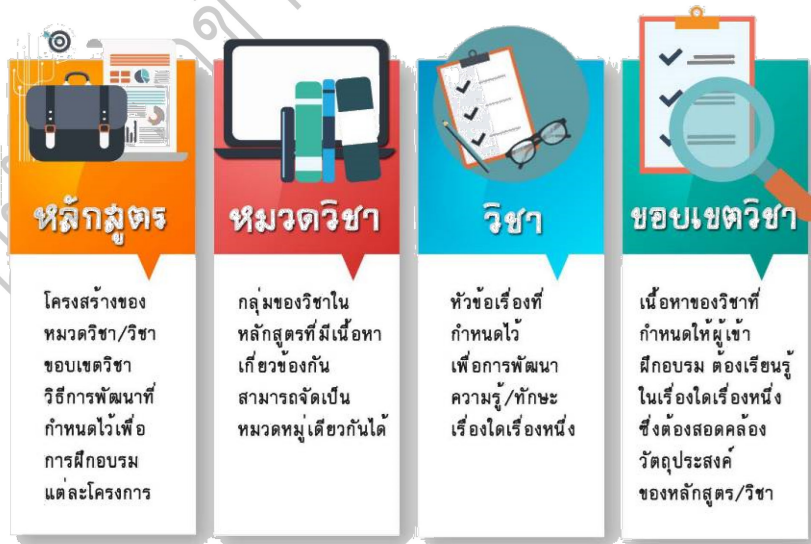 หลักสูตร
โครงสร้างของ
หมวดวิชา/วิชา
ขอบเขตวิชา
วิธีการพัฒนาที่
กำหนดไว้เพื่อ
การฝึกอบรม
แต่ละโครงการ
หมวดวิชา
กลุ่มของวิชาใน
หลักสูตรที่มีเนื้อหา
เกี่ยวข้องกัน
สามารถจัดเป็น
หมวดหมู่เดียวกันได้
วิชา
หัวข้อเรื่องที่
กำหนดไว้
เพื่อการพัฒนา
ความรู้/ทักษะ
เรื่องใดเรื่องหนึ่ง
ขอบเขตวิชา
เนื้อหาของวิชาที่
กำหนดให้ผู้เข้า
ฝึกอบรม ต้องเรียนรู้
ในเรื่องใดเรื่องหนึ่ง
ซึ่งต้องสอดคล้อง
วัตถุประสงค์
ของหลักสูตร/วิชา